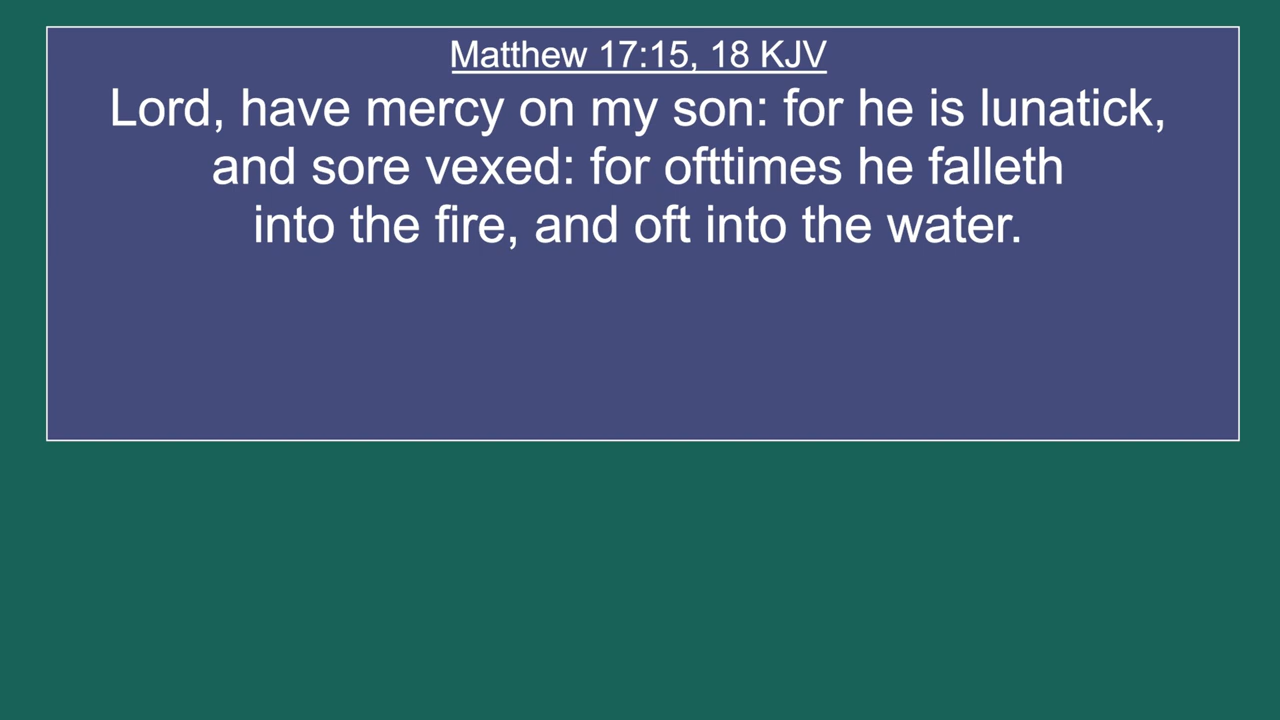 Matthew 17:15, 18 KJV
Lord, have mercy on my son: for he is lunatick,
and sore vexed: for ofttimes he falleth
into the fire, and oft into the water.